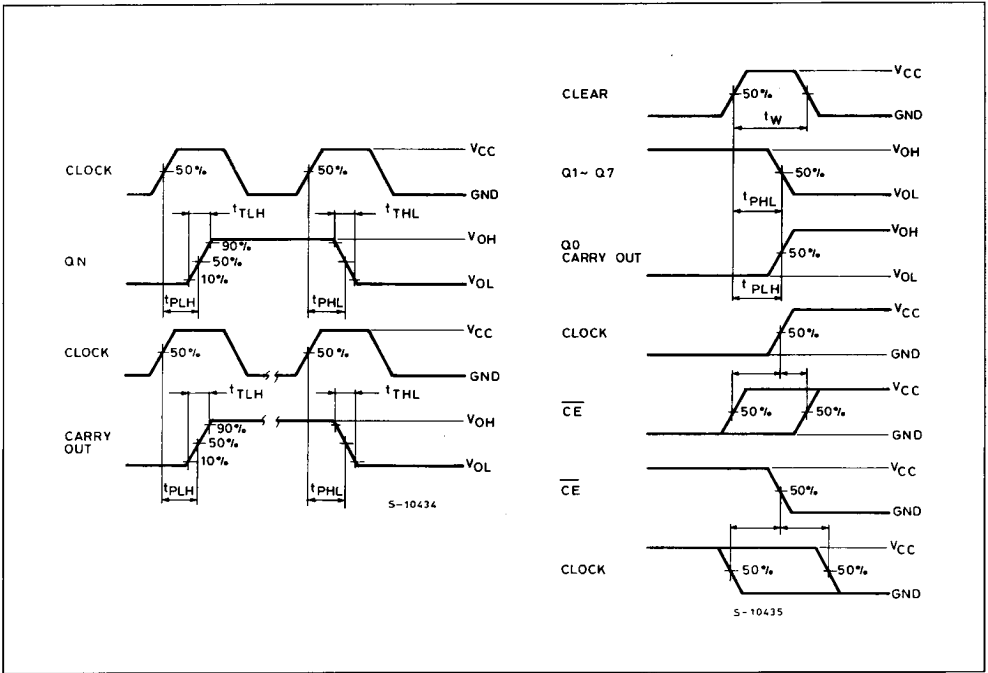 CLOCK
50%
50%
VCC
GND
tTLH
tTHL
QN
90%
50%
10%
VOH
VOL
tPLH
tPHL
CLOCK
50%
50%
VCC
GND
tTLH
tTHL
CARRY
OUT
90%
50%
10%
VOH
VOL
tPLH
tPHL
S-10434
CLEAR
50%
VCC
tW
GND
Q1~ Q7
VOH
50%
tPHL
VOL
Q0
CARRY OUT
VOH
50%
tPLH
VOL
CLOCK
VCC
50%
GND
CE
50%
50%
VCC
GND
CE
VCC
50%
GND
CLOCK
50%
50%
VCC
GND
S-10435